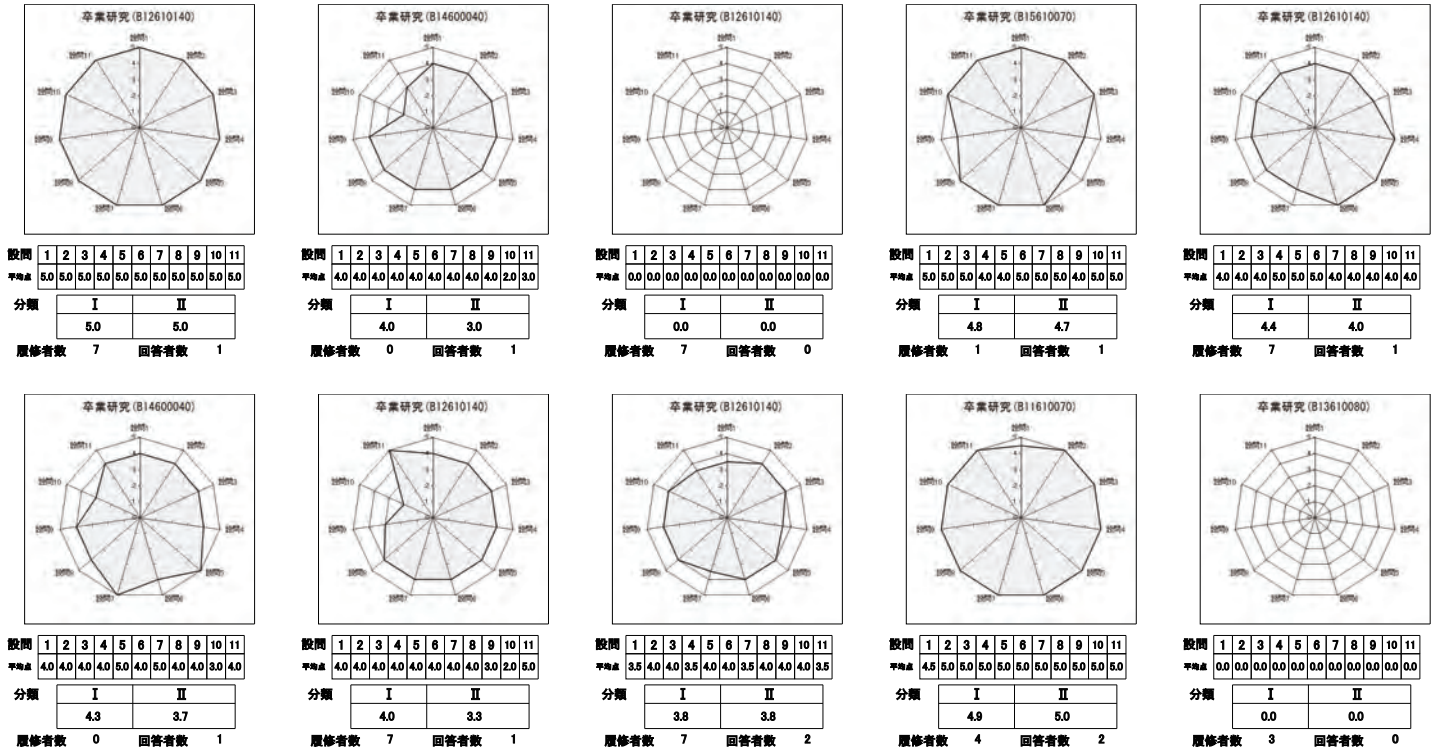 卒業研究(B12610140)
5
4
3
2
設問 1 2 3 4 5 6 7 8 9 10 11
平均点 5.0 5.0 5.0 5.0 5.0 5.0 5.0 5.0 5.0 5.0 5.0
分類 I II
5.0 5.0
履修者数 7 回答者数 1
卒業研究(B14600040)
設問 1 2 3 4 5 6 7 8 9 10 11
平均点 4.0 4.0 4.0 4.0 4.0 4.0 4.0 4.0 4.0 2.0 3.0
分類 I II
4.0 3.0
履修者数 0 回答者数 1
卒業研究(B12610140)
設問 1 2 3 4 5 6 7 8 9 10 11
平均点 0.0 0.0 0.0 0.0 0.0 0.0 0.0 0.0 0.0 0.0 0.0
分類 I II
0.0 0.0
履修者数 7 回答者数 0
卒業研究(B15610070)
設問 1 2 3 4 5 6 7 8 9 10 11
平均点 5.0 5.0 5.0 4.0 4.0 5.0 5.0 5.0 4.0 5.0 5.0
分類 I II
4.8 4.7
履修者数 1 回答者数 1
卒業研究(B12610140)
設問 1 2 3 4 5 6 7 8 9 10 11
平均点 4.0 4.0 4.0 5.0 5.0 5.0 4.0 4.0 4.0 4.0 4.0
分類 I II
4.4 4.0
履修者数 7 回答者数 1
卒業研究(B14600040)
設問 1 2 3 4 5 6 7 8 9 10 11
平均点 4.0 4.0 4.0 4.0 5.0 4.0 5.0 4.0 4.0 3.0 4.0
分類 I II
4.3 3.7
履修者数 0 回答者数 1
卒業研究(B12610140)
設問 1 2 3 4 5 6 7 8 9 10 11
平均点 4.0 4.0 4.0 4.0 4.0 4.0 4.0 4.0 3.0 2.0 5.0
分類 I II
4.0 3.3
履修者数 7 回答者数 1
卒業研究(B12610140)
設問 1 2 3 4 5 6 7 8 9 10 11
平均点 3.5 4.0 4.0 3.5 4.0 4.0 3.5 4.0 4.0 4.0 3.5
分類 I II
3.8 3.8
履修者数 7 回答者数 2
卒業研究(B11610070)
設問 1 2 3 4 5 6 7 8 9 10 11
平均点 4.5 5.0 5.0 5.0 5.0 5.0 5.0 5.0 5.0 5.0 5.0
分類 I II
4.9 5.0
履修者数 4 回答者数 2
卒業研究(B13610080)
設問 1 2 3 4 5 6 7 8 9 10 11
平均点 0.0 0.0 0.0 0.0 0.0 0.0 0.0 0.0 0.0 0.0 0.0
分類 I II
0.0 0.0
履修者数 3 回答者数 0